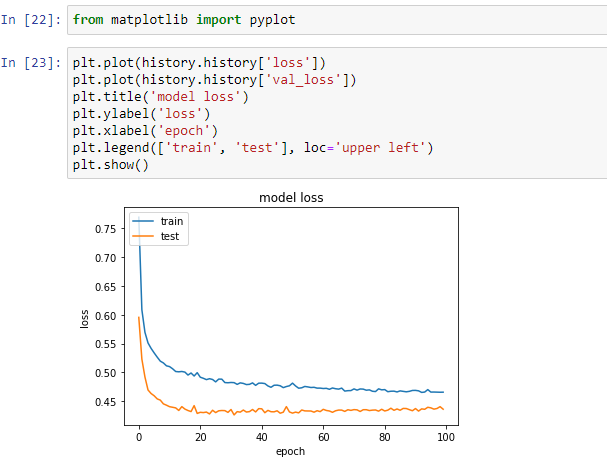 In [22]: from matplotlib import pyplot
In [23]: plt.plot(history.history['loss'])
plt.plot(history.history['val_loss'])
plt.title('model loss')
plt.ylabel('loss')
plt.xlabel('epoch')
plt.legend(['train', 'test'], loc='upper left')
plt.show()
model loss
train
test
0.75
0.70
0.65
0.60
0.55
0.50
0.45
loss
0 20 40 60 80 100
epoch